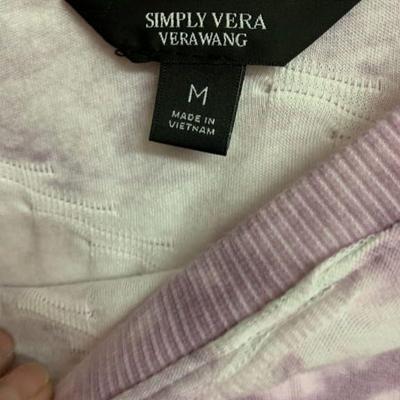 SIMPLY VERA
VERAWANG
M
MADE IN
VIETNAM